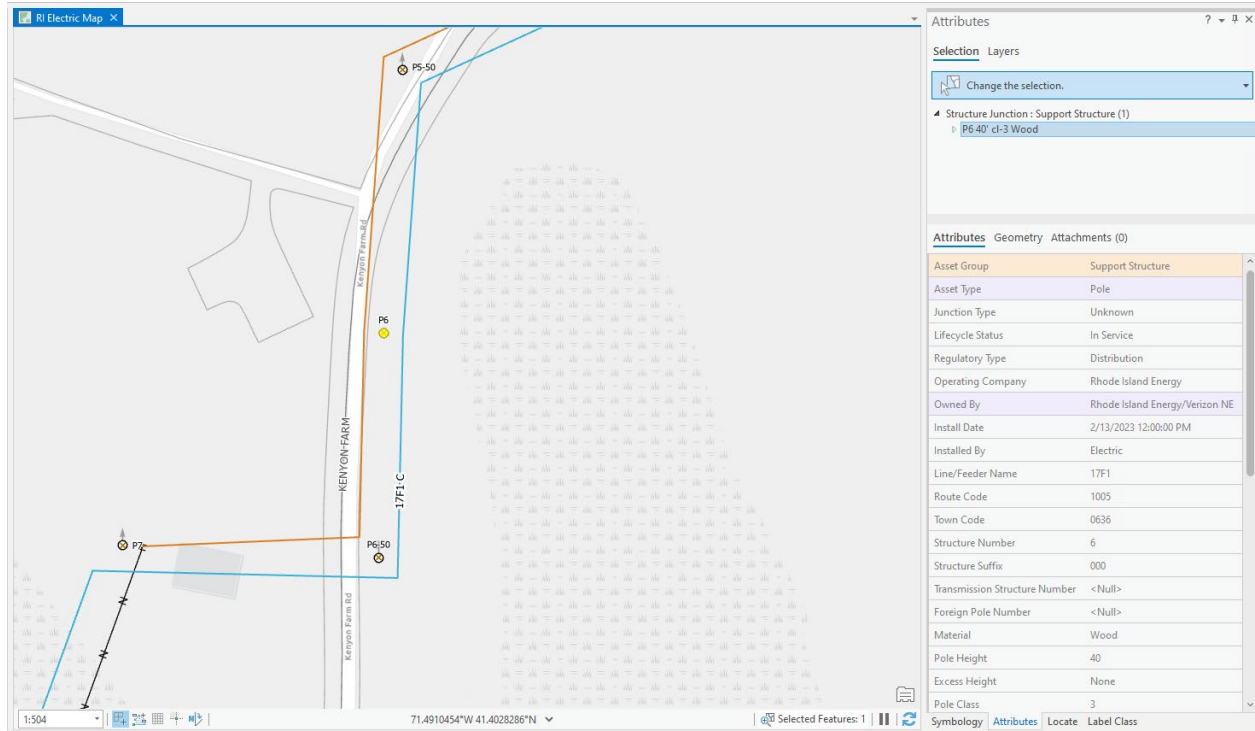 RI Electric Map
P5-50
Kenyon Farm Rd
P6
KENYON-FARM
17F1-C
P7
P6-50
Kenyon Farm Rd
1:504
71.4910454°W 41.4028286°N
Selected Features: 1
Attributes
Selection Layers
Change the selection.
Structure Junction : Support Structure (1)
P6 40' cl-3 Wood
Attributes Geometry Attachments (0)
Asset Group Support Structure
Asset Type Pole
Junction Type Unknown
Lifecycle Status In Service
Regulatory Type Distribution
Operating Company Rhode Island Energy
Owned By Rhode Island Energy/Verizon NE
Install Date 2/13/2023 12:00:00 PM
Installed By Electric
Line/Feeder Name 17F1
Route Code 1005
Town Code 0636
Structure Number 6
Structure Suffix 000
Transmission Structure Number <Null>
Foreign Pole Number <Null>
Material Wood
Pole Height 40
Excess Height None
Pole Class 3
Symbology Attributes Locate Label Class